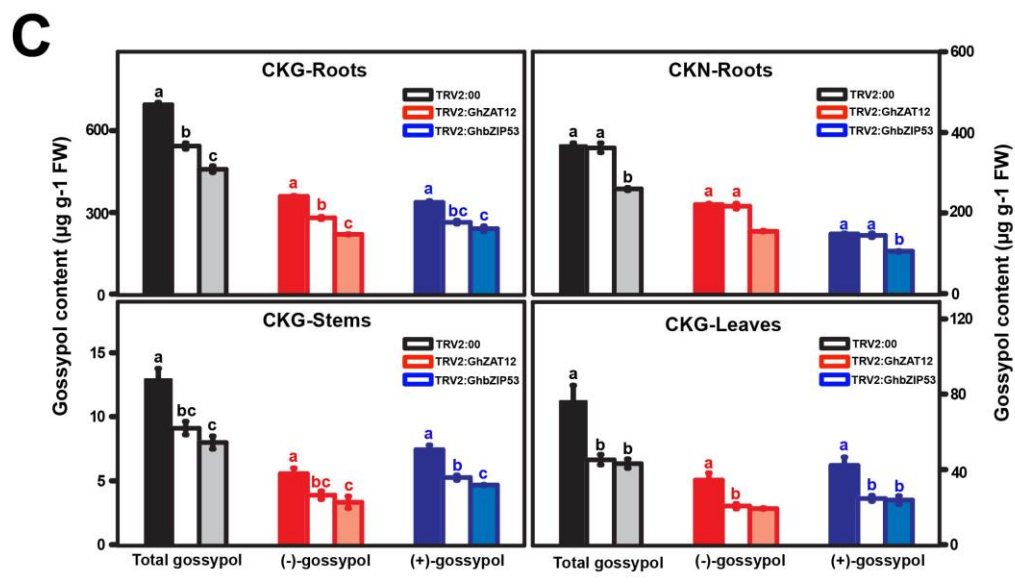 C
CKG-Roots
TRV2:00
TRV2:GhZAT12
TRV2:GhbZIP53
a
b
c
a
b
c
a
bc
c
600
300
0
CKN-Roots
TRV2:00
TRV2:GhZAT12
TRV2:GhbZIP53
a
a
b
a
a
a
a
b
600
400
200
0
Gossypol content (µg g-1 FW)
Gossypol content (µg g-1 FW)
CKG-Stems
TRV2:00
TRV2:GhZAT12
TRV2:GhbZIP53
a
bc
c
a
bc
c
a
b
c
15
10
5
0
CKG-Leaves
TRV2:00
TRV2:GhZAT12
TRV2:GhbZIP53
a
b
b
a
b
a
b
b
120
80
40
0
Total gossypol (-)-gossypol (+)-gossypol
Total gossypol (-)-gossypol (+)-gossypol